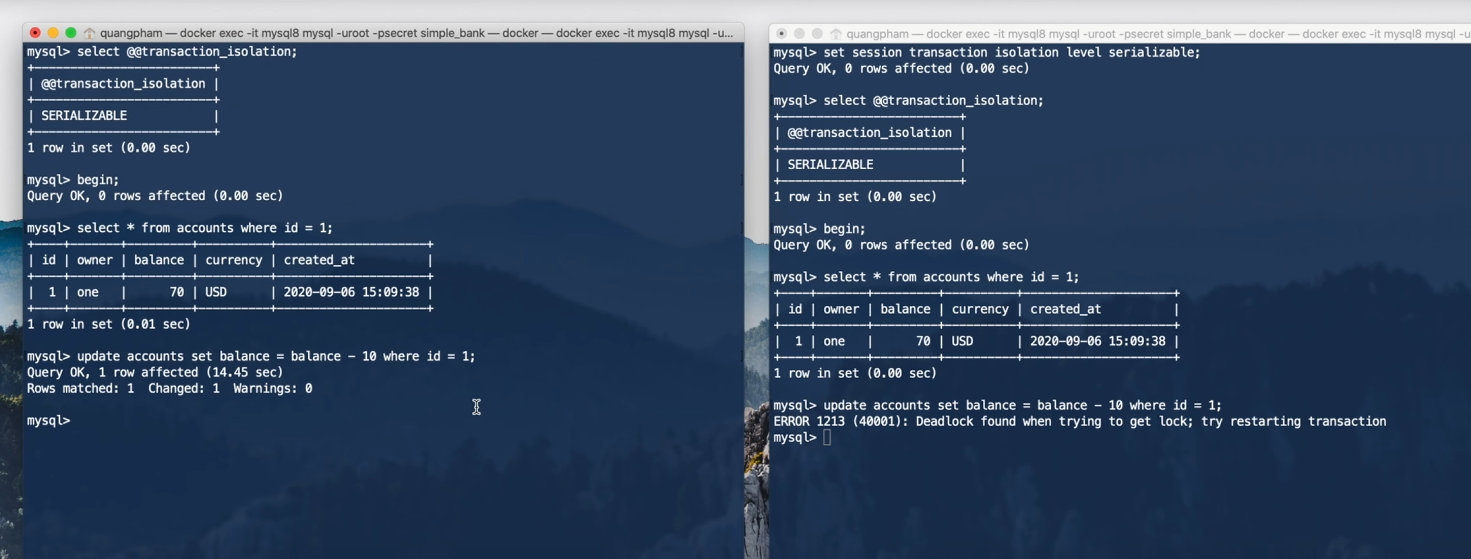 quangpham — docker exec -it mysql8 mysql -uroot -psecret simple_bank — docker — docker exec -it mysql8 mysql -u...
mysql> select @@transaction_isolation;
+-------------------------+
| @@transaction_isolation |
+-------------------------+
| SERIALIZABLE            |
+-------------------------+
1 row in set (0.00 sec)
mysql> begin;
Query OK, 0 rows affected (0.00 sec)
mysql> select * from accounts where id = 1;
+----+-------+---------+----------+---------------------+
| id | owner | balance | currency | created_at          |
+----+-------+---------+----------+---------------------+
|  1 | one   |      70 | USD      | 2020-09-06 15:09:38 |
+----+-------+---------+----------+---------------------+
1 row in set (0.01 sec)
mysql> update accounts set balance = balance - 10 where id = 1;
Query OK, 1 row affected (14.45 sec)
Rows matched: 1  Changed: 1  Warnings: 0
mysql>
quangpham — docker exec -it mysql8 mysql -uroot -psecret simple_bank — docker — docker exec -it mysql8 mysql -u
mysql> set session transaction isolation level serializable;
Query OK, 0 rows affected (0.00 sec)
mysql> select @@transaction_isolation;
+-------------------------+
| @@transaction_isolation |
+-------------------------+
| SERIALIZABLE            |
+-------------------------+
1 row in set (0.00 sec)
mysql> begin;
Query OK, 0 rows affected (0.00 sec)
mysql> select * from accounts where id = 1;
+----+-------+---------+----------+---------------------+
| id | owner | balance | currency | created_at          |
+----+-------+---------+----------+---------------------+
|  1 | one   |      70 | USD      | 2020-09-06 15:09:38 |
+----+-------+---------+----------+---------------------+
1 row in set (0.00 sec)
mysql> update accounts set balance = balance - 10 where id = 1;
ERROR 1213 (40001): Deadlock found when trying to get lock; try restarting transaction
mysql>